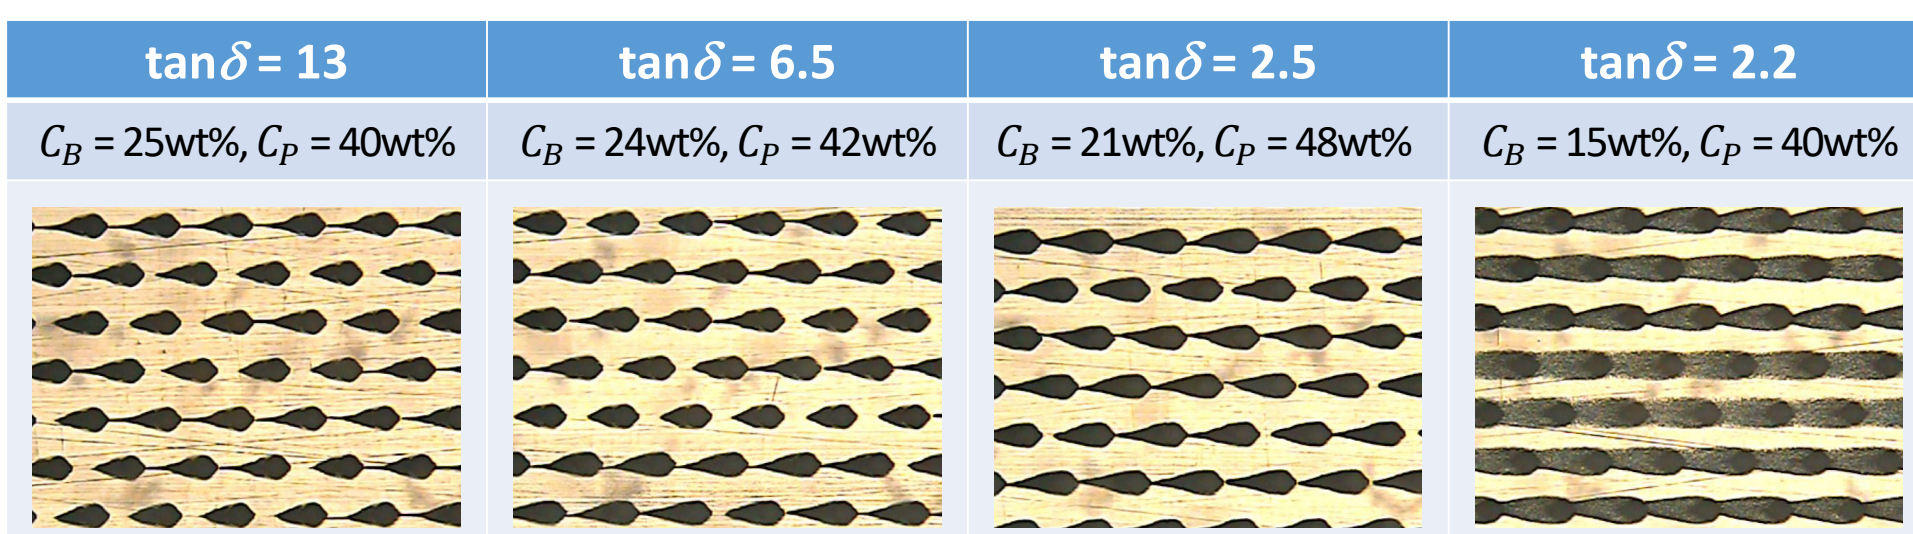 tanδ = 13
tanδ = 6.5
tanδ = 2.5
tanδ = 2.2
C_B = 25wt%, C_P = 40wt%
C_B = 24wt%, C_P = 42wt%
C_B = 21wt%, C_P = 48wt%
C_B = 15wt%, C_P = 40wt%